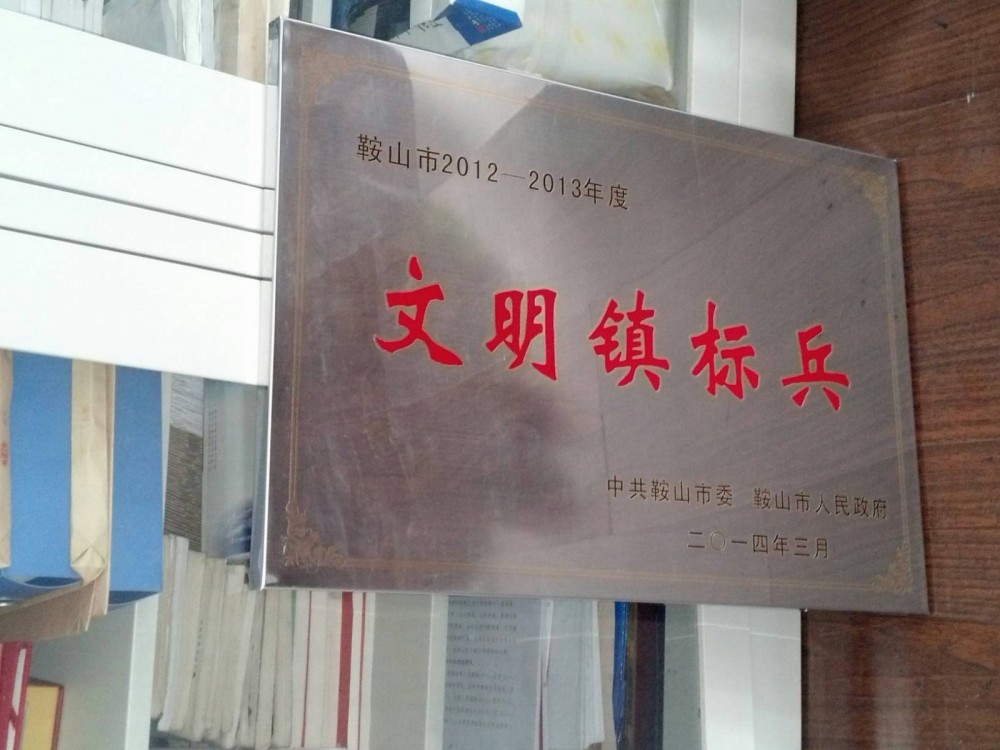 鞍山市2012—2013年度
文明镇标兵
中共鞍山市委 鞍山市人民政府
二〇一四年三月